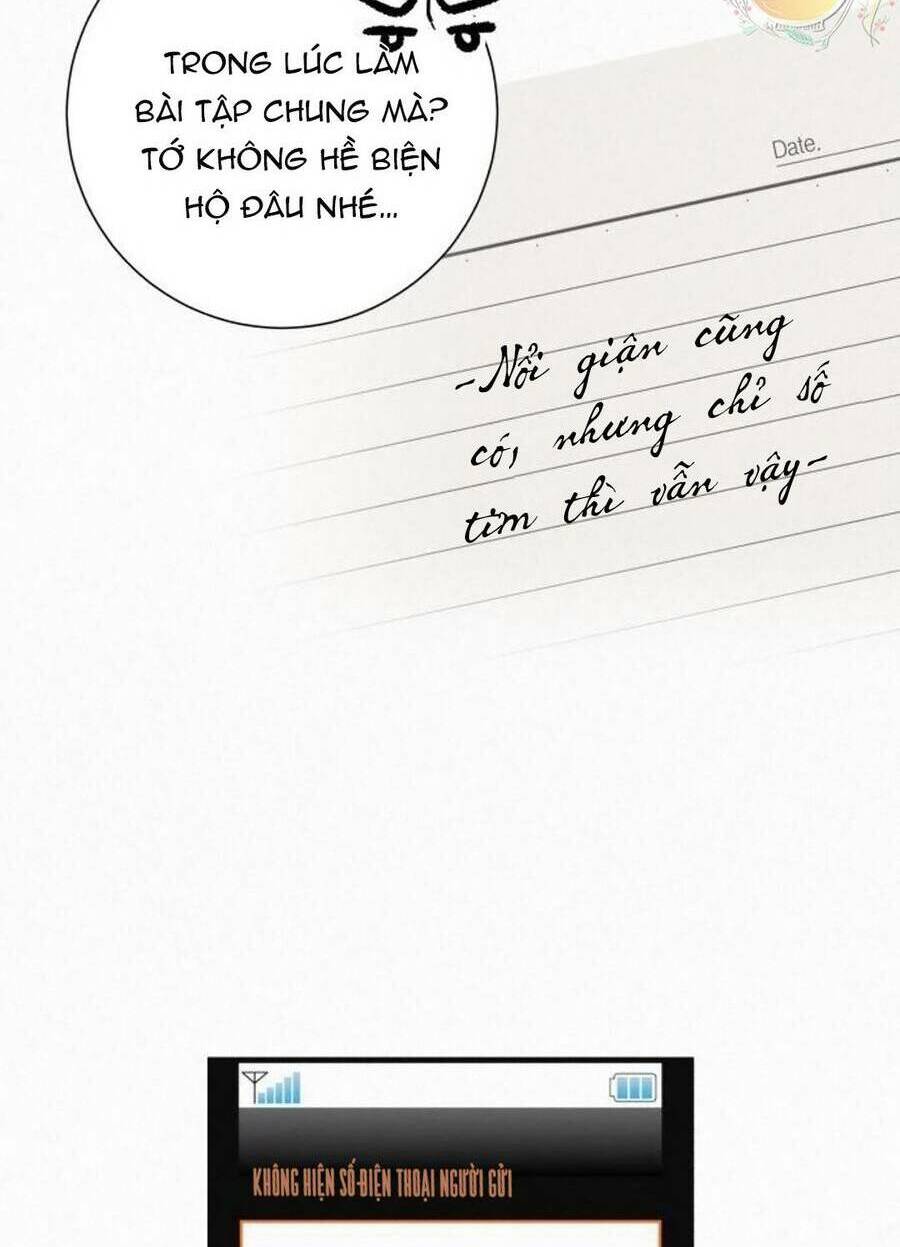 TRONG LÚC LÀM
BÀI TẬP CHUNG MÀ?
TỚ KHÔNG HỀ BIỆN
HỘ ĐÂU NHÉ...
Date.
-Nổi giận cũng
có, nhưng chỉ số
tim thì vẫn vậy-
KHÔNG HIỆN SỐ ĐIỆN THOẠI NGƯỜI GỬI